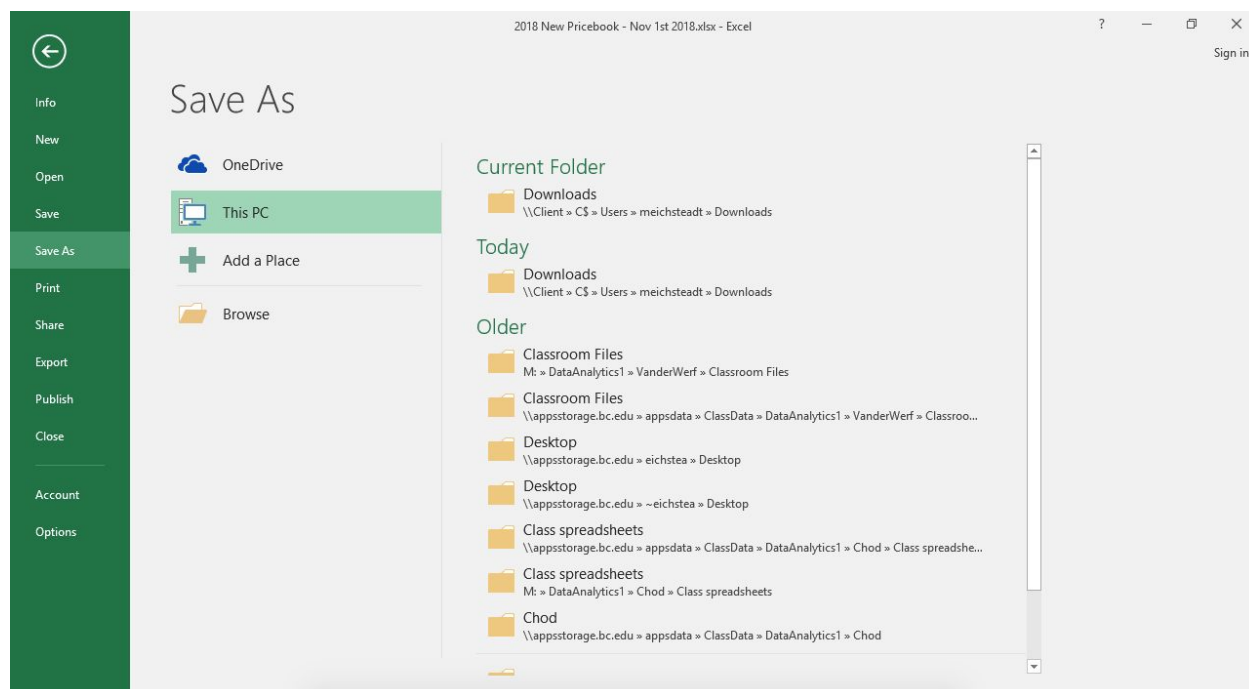 2018 New Pricebook - Nov 1st 2018.xlsx - Excel
?
Sign in
Info
New
Open
Save
Save As
Print
Share
Export
Publish
Close
Account
Options
Save As
OneDrive
This PC
Add a Place
Browse
Current Folder
Downloads
\\Client » C$ » Users » meichsteadt » Downloads
Today
Downloads
\\Client » C$ » Users » meichsteadt » Downloads
Older
Classroom Files
M: » DataAnalytics1 » VanderWerf » Classroom Files
Classroom Files
\\appsstorage.bc.edu » appsdata » ClassData » DataAnalytics1 » VanderWerf » Classroo...
Desktop
\\appsstorage.bc.edu » eichstea » Desktop
Desktop
\\appsstorage.bc.edu » ~eichstea » Desktop
Class spreadsheets
\\appsstorage.bc.edu » appsdata » ClassData » DataAnalytics1 » Chod » Class spreadshe...
Class spreadsheets
M: » DataAnalytics1 » Chod » Class spreadsheets
Chod
\\appsstorage.bc.edu » appsdata » ClassData » DataAnalytics1 » Chod